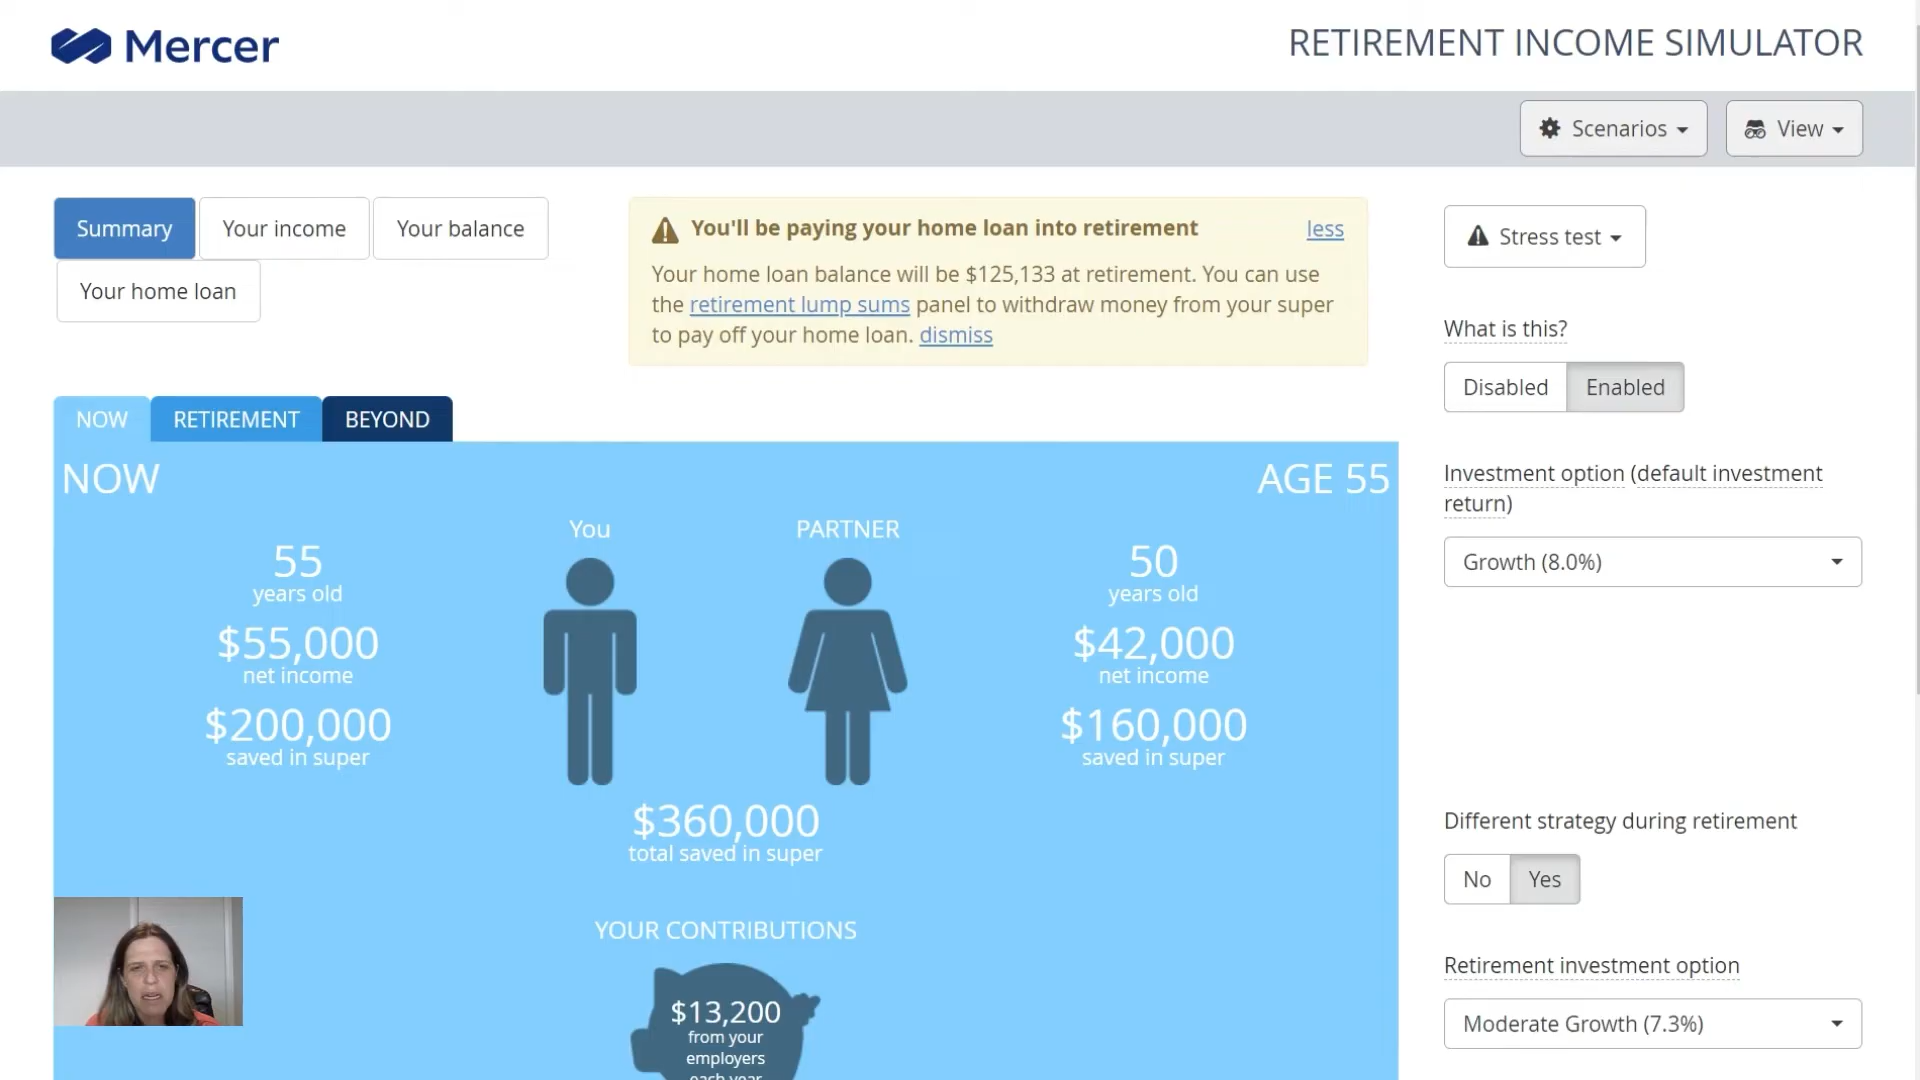 Mercer
RETIREMENT INCOME SIMULATOR
Scenarios
View
Summary
Your income
Your balance
Your home loan
You'll be paying your home loan into retirement
less
Your home loan balance will be $125,133 at retirement. You can use
the retirement lump sums panel to withdraw money from your super
to pay off your home loan. dismiss
Stress test
What is this?
Disabled
Enabled
Investment option (default investment
return)
Growth (8.0%)
Different strategy during retirement
No
Yes
Retirement investment option
Moderate Growth (7.3%)
NOW
RETIREMENT
BEYOND
NOW
AGE 55
You
PARTNER
55
years old
$55,000
net income
$200,000
saved in super
50
years old
$42,000
net income
$160,000
saved in super
$360,000
total saved in super
YOUR CONTRIBUTIONS
$13,200
from your
employers
each year